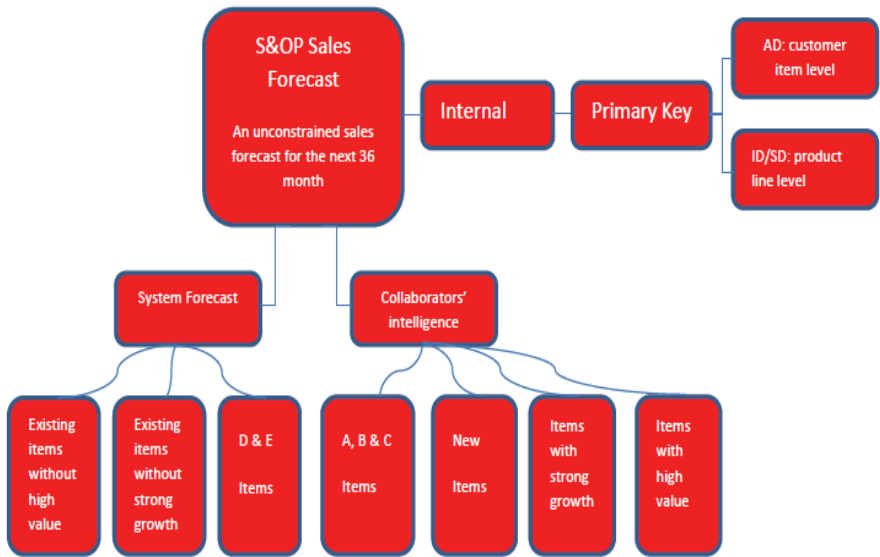 S&OP Sales
Forecast
An unconstrained sales
forecast for the next 36
month
Internal
Primary Key
AD: customer
item level
ID/SD: product
line level
System Forecast
Collaborators’
intelligence
Existing
items
without
high
value
Existing
items
without
strong
growth
D & E
Items
A, B & C
Items
New
Items
Items
with
strong
growth
Items
with
high
value